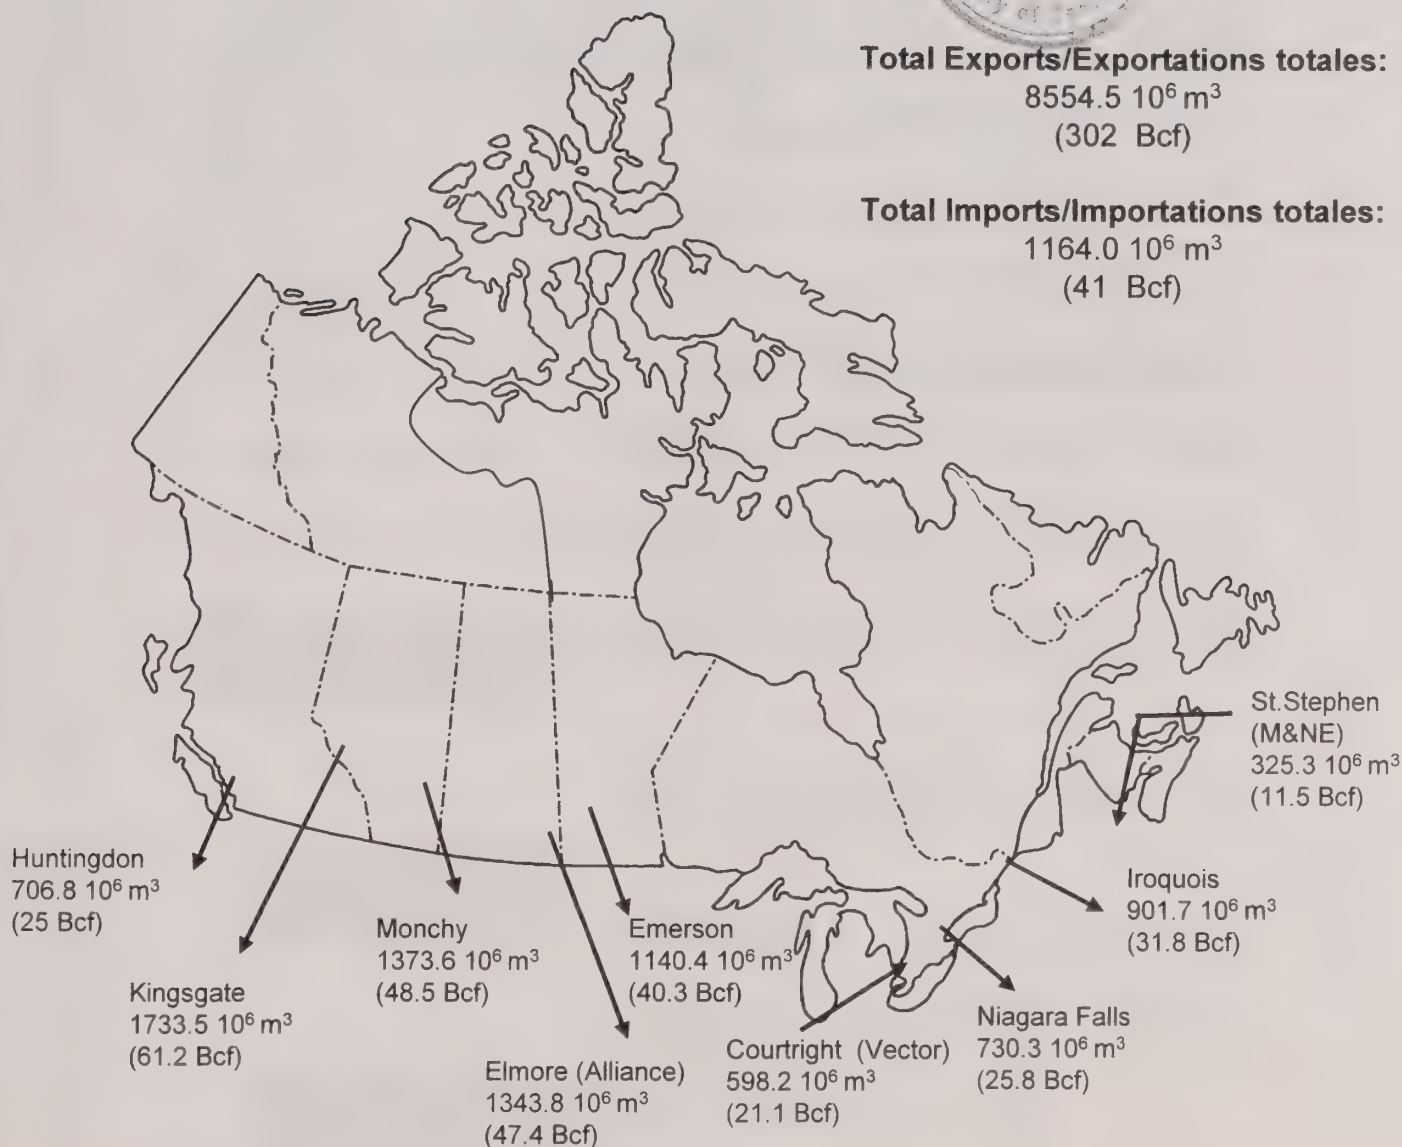 Total Exports/Exportations totales:
8554.5 10⁶ m³
(302 Bcf)
Total Imports/Importations totales:
1164.0 10⁶ m³
(41 Bcf)
St.Stephen
(M&NE)
325.3 10⁶ m³
(11.5 Bcf)
Huntingdon
706.8 10⁶ m³
(25 Bcf)
Kingsgate
1733.5 10⁶ m³
(61.2 Bcf)
Monchy
1373.6 10⁶ m³
(48.5 Bcf)
Elmore (Alliance)
1343.8 10⁶ m³
(47.4 Bcf)
Emerson
1140.4 10⁶ m³
(40.3 Bcf)
Courtright (Vector)
598.2 10⁶ m³
(21.1 Bcf)
Niagara Falls
730.3 10⁶ m³
(25.8 Bcf)
Iroquois
901.7 10⁶ m³
(31.8 Bcf)